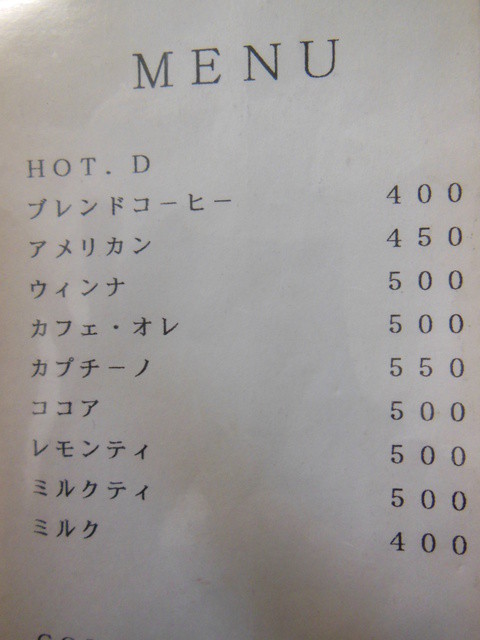 MENU
HOT. D
ブレンドコーヒー 400
アメリカン 450
ウィンナ 500
カフェ・オレ 500
カプチーノ 550
ココア 500
レモンティ 500
ミルクティ 500
ミルク 400